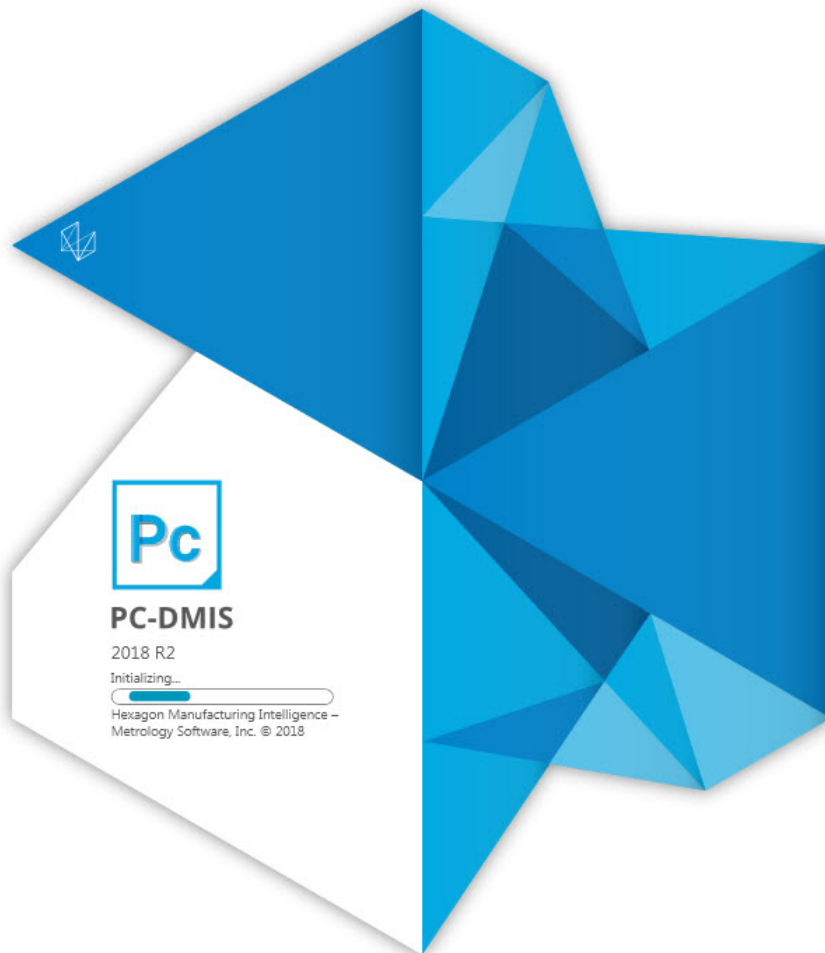 Pc
PC-DMIS
2018 R2
Initializing...
Hexagon Manufacturing Intelligence –
Metrology Software, Inc. © 2018